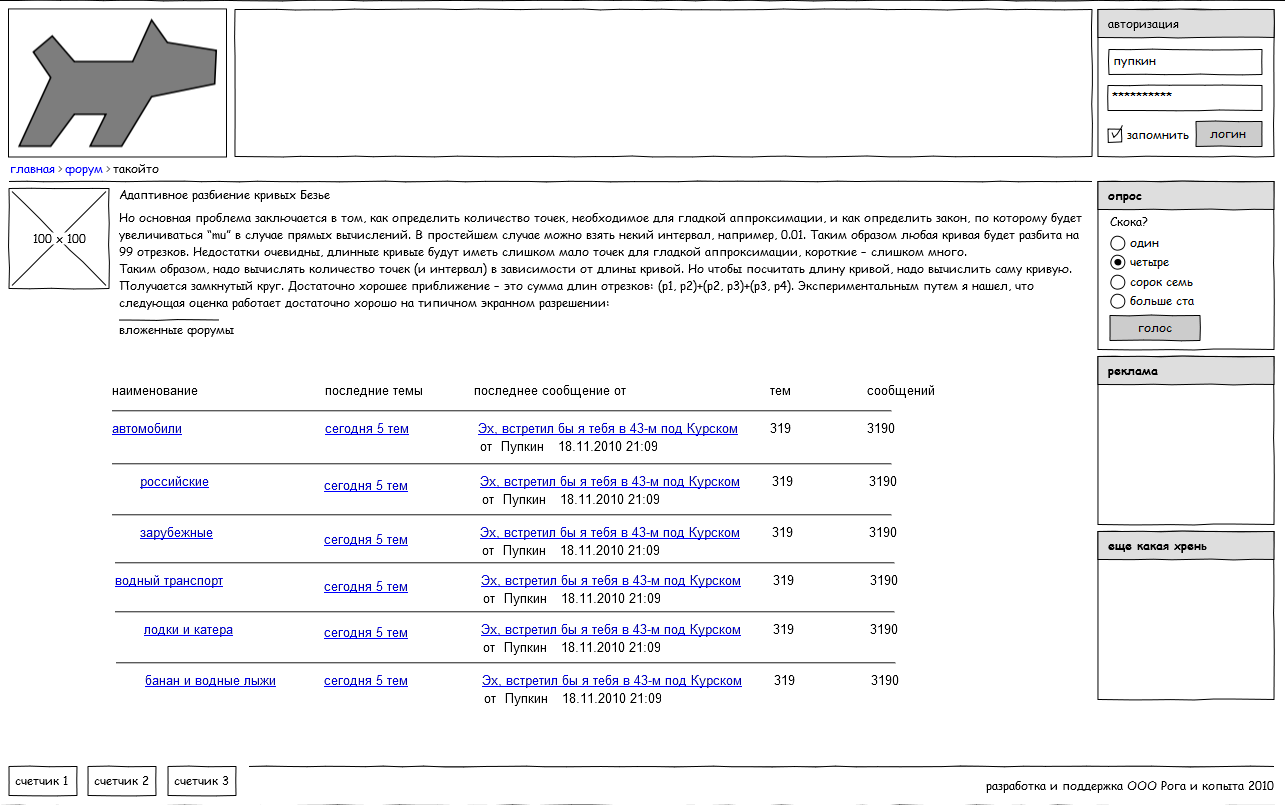 авторизация
пупкин
**********
запомнить логин
главная > форум > такойто
100 x 100
Адаптивное разбиение кривых Безье
Но основная проблема заключается в том, как определить количество точек, необходимое для гладкой аппроксимации, и как определить закон, по которому будет
увеличиваться “mu” в случае прямых вычислений. В простейшем случае можно взять некий интервал, например, 0.01. Таким образом любая кривая будет разбита на
99 отрезков. Недостатки очевидны, длинные кривые будут иметь слишком мало точек для гладкой аппроксимации, короткие – слишком много.
Таким образом, надо вычислять количество точек (и интервал) в зависимости от длины кривой. Но чтобы посчитать длину кривой, надо вычислить саму кривую.
Получается замкнутый круг. Достаточно хорошее приближение – это сумма длин отрезков: (p1, p2)+(p2, p3)+(p3, p4). Экспериментальным путем я нашел, что
следующая оценка работает достаточно хорошо на типичном экранном разрешении:
вложенные форумы
опрос
Скока?
один
четыре
сорок семь
больше ста
голос
реклама
еще какая хрень
наименование последние темы последнее сообщение от тем сообщений
автомобили сегодня 5 тем Эх, встретил бы я тебя в 43-м под Курском 319 3190
от Пупкин 18.11.2010 21:09
российские сегодня 5 тем Эх, встретил бы я тебя в 43-м под Курском 319 3190
от Пупкин 18.11.2010 21:09
зарубежные сегодня 5 тем Эх, встретил бы я тебя в 43-м под Курском 319 3190
от Пупкин 18.11.2010 21:09
водный транспорт сегодня 5 тем Эх, встретил бы я тебя в 43-м под Курском 319 3190
от Пупкин 18.11.2010 21:09
лодки и катера сегодня 5 тем Эх, встретил бы я тебя в 43-м под Курском 319 3190
от Пупкин 18.11.2010 21:09
банан и водные лыжи сегодня 5 тем Эх, встретил бы я тебя в 43-м под Курском 319 3190
от Пупкин 18.11.2010 21:09
счетчик 1 счетчик 2 счетчик 3
разработка и поддержка ООО Рога и копыта 2010